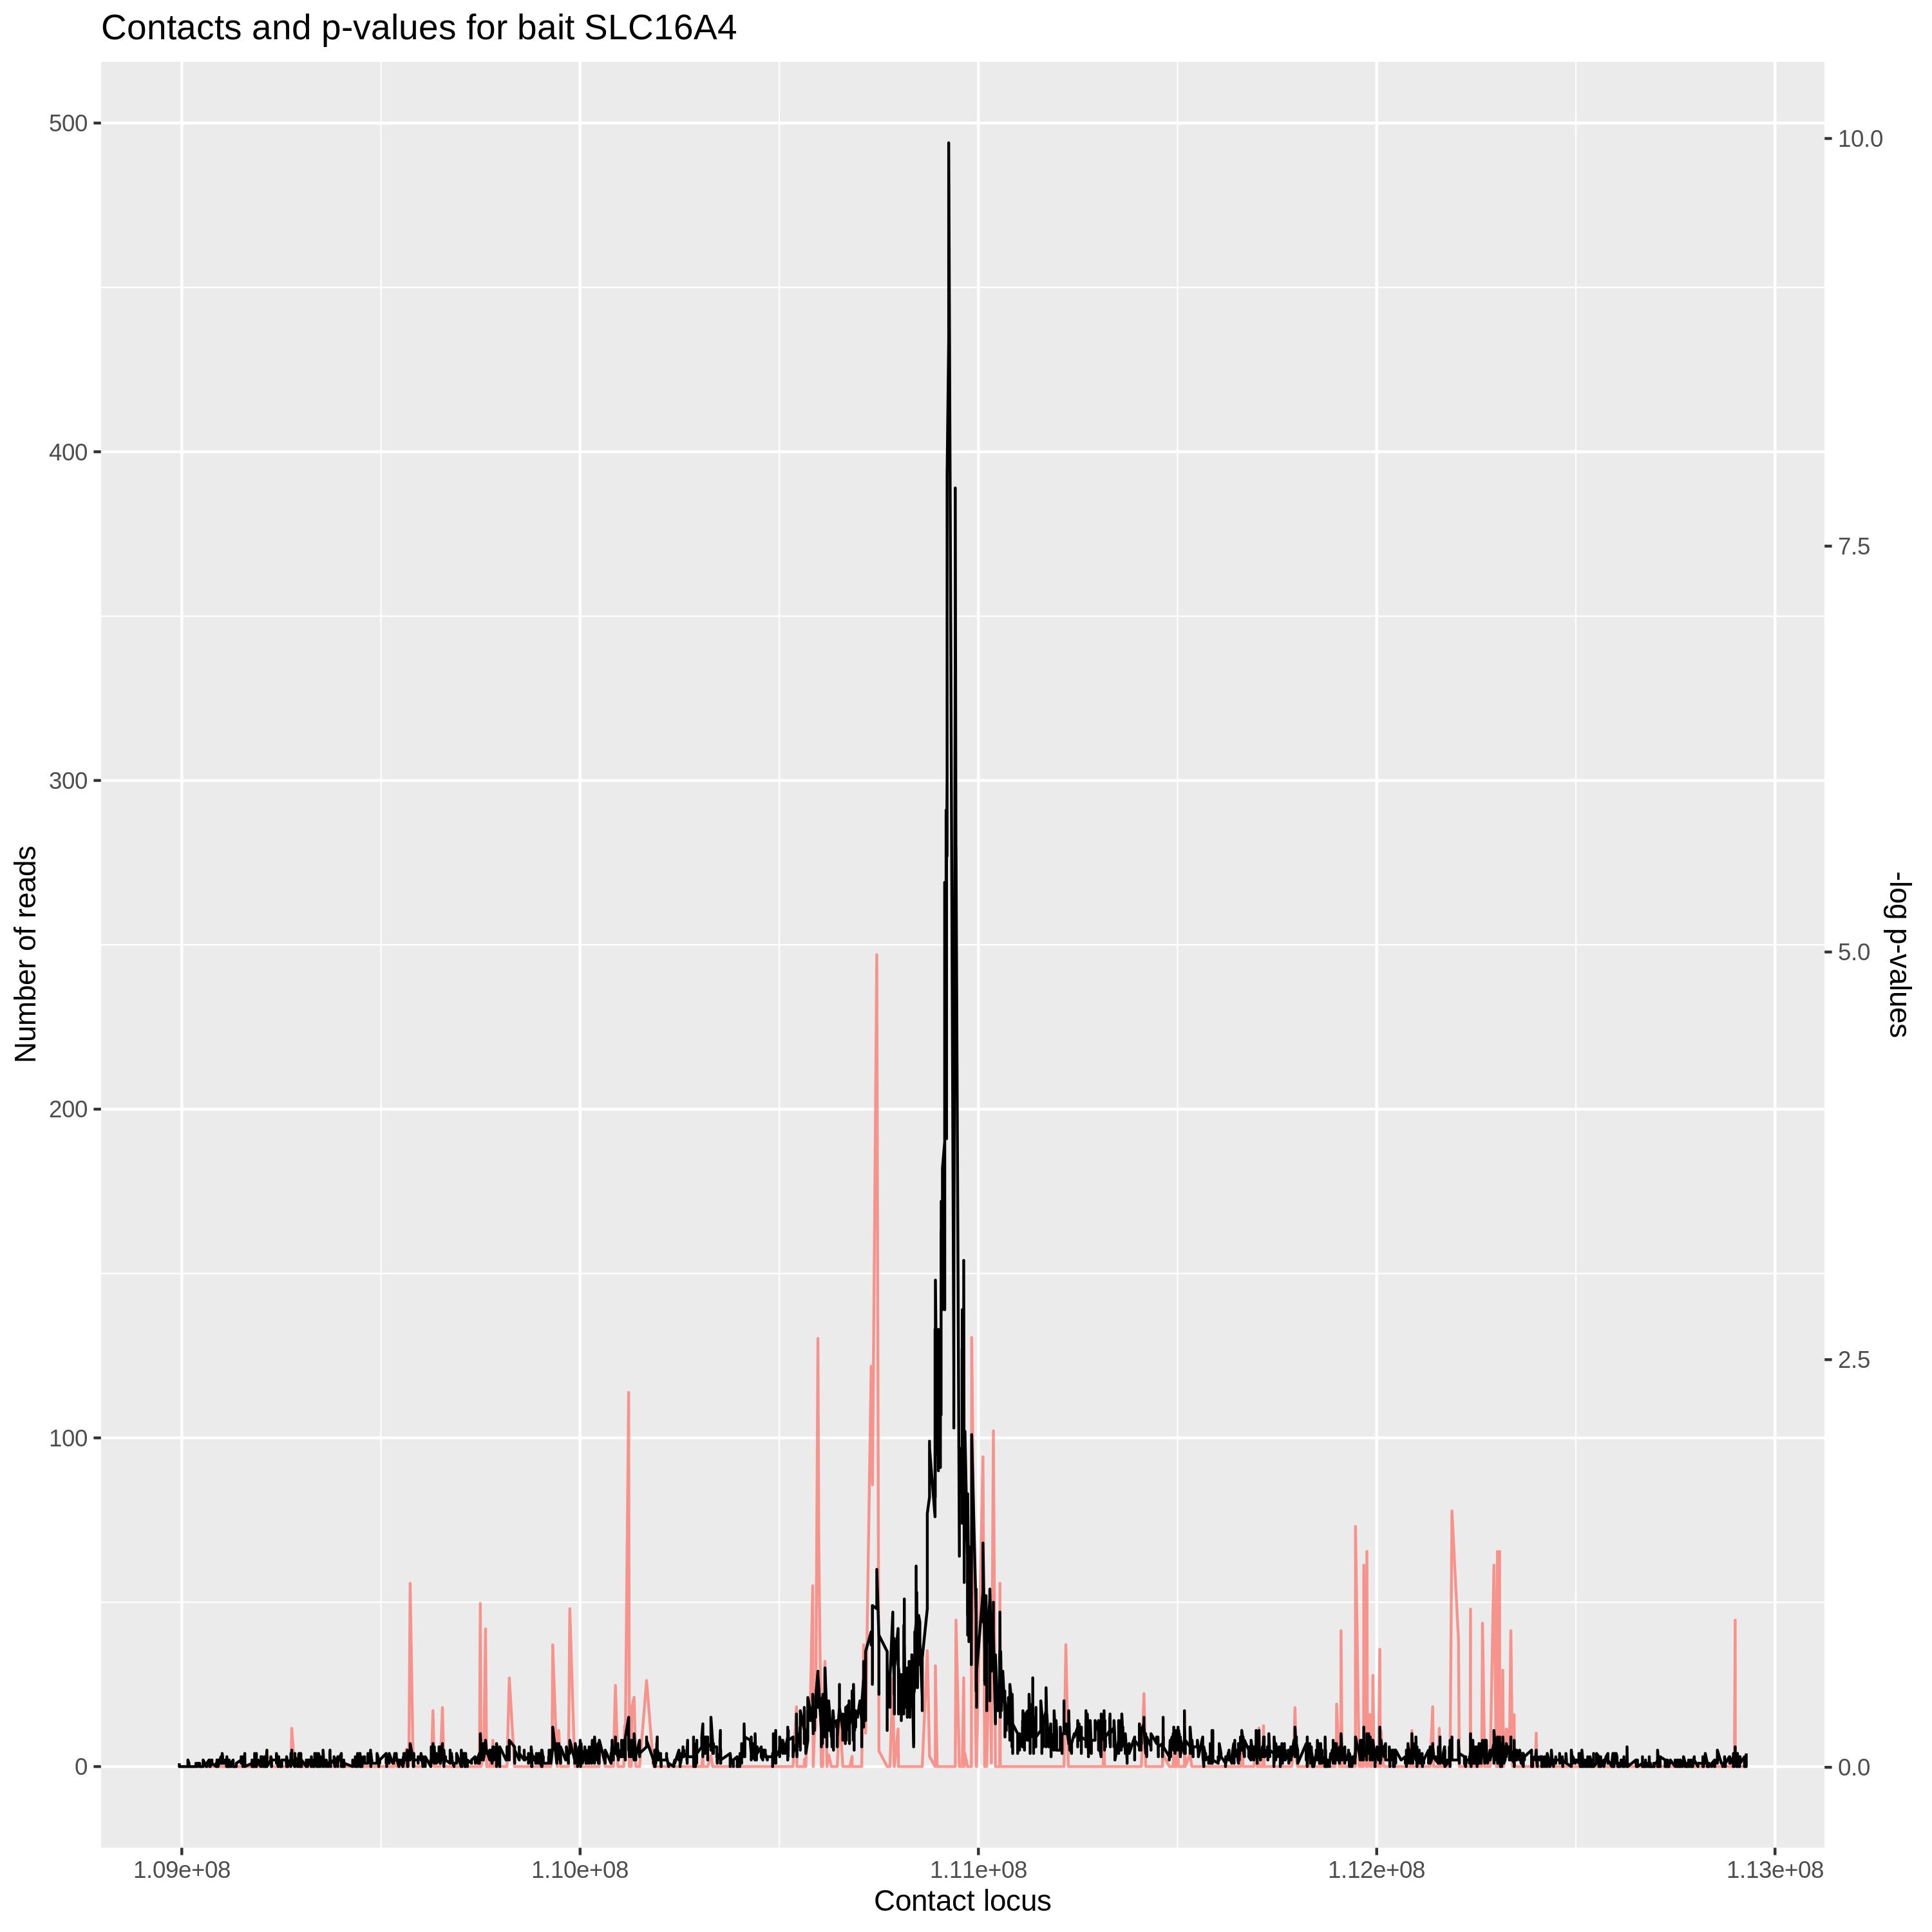 Contacts and p-values for bait SLC16A4
500
400
300
200
100
0
Number of reads
10.0
7.5
5.0
2.5
0.0
-log p-values
1.09e+08 1.10e+08 1.11e+08 1.12e+08 1.13e+08
Contact locus